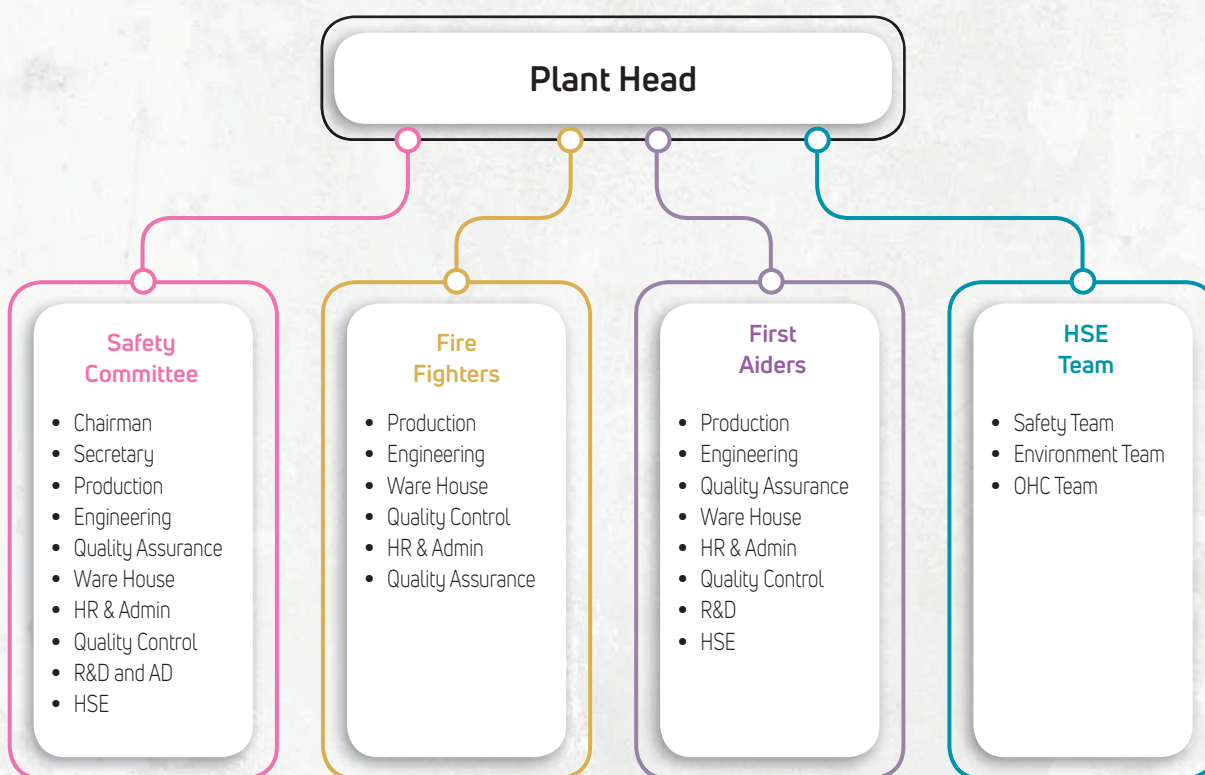 Plant Head
Safety
Committee
• Chairman
• Secretary
• Production
• Engineering
• Quality Assurance
• Ware House
• HR & Admin
• Quality Control
• R&D and AD
• HSE
Fire
Fighters
• Production
• Engineering
• Ware House
• Quality Control
• HR & Admin
• Quality Assurance
First
Aiders
• Production
• Engineering
• Quality Assurance
• Ware House
• HR & Admin
• Quality Control
• R&D
• HSE
HSE
Team
• Safety Team
• Environment Team
• OHC Team